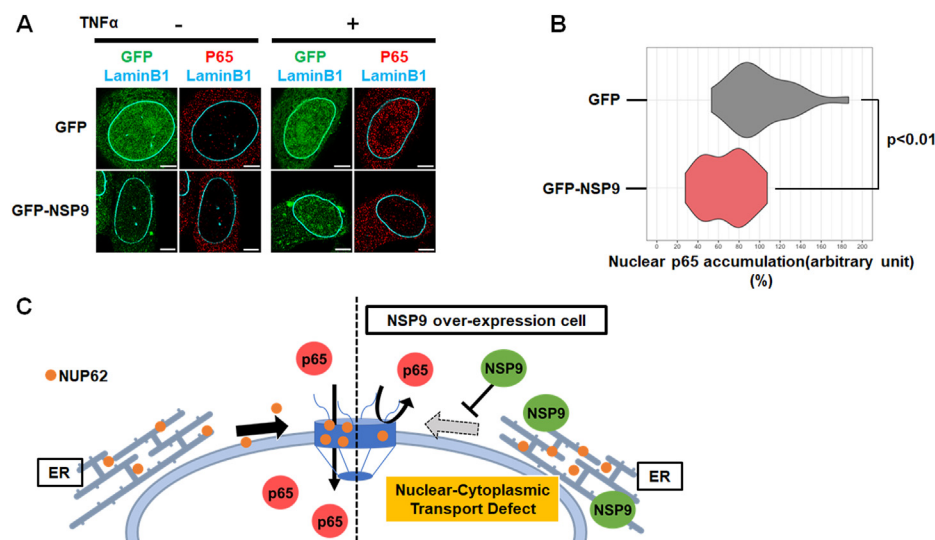 A
TNFα - +
GFP P65 GFP P65
LaminB1 LaminB1 LaminB1 LaminB1
GFP
GFP-NSP9
B
GFP
GFP-NSP9
p<0.01
0 20 40 60 80 100 120 140 160 180 200
Nuclear p65 accumulation(arbitrary unit)
(%)
C
NSP9 over-expression cell
NUP62
p65
p65
NSP9
NSP9
ER
ER
p65
p65
Nuclear-Cytoplasmic
Transport Defect
NSP9